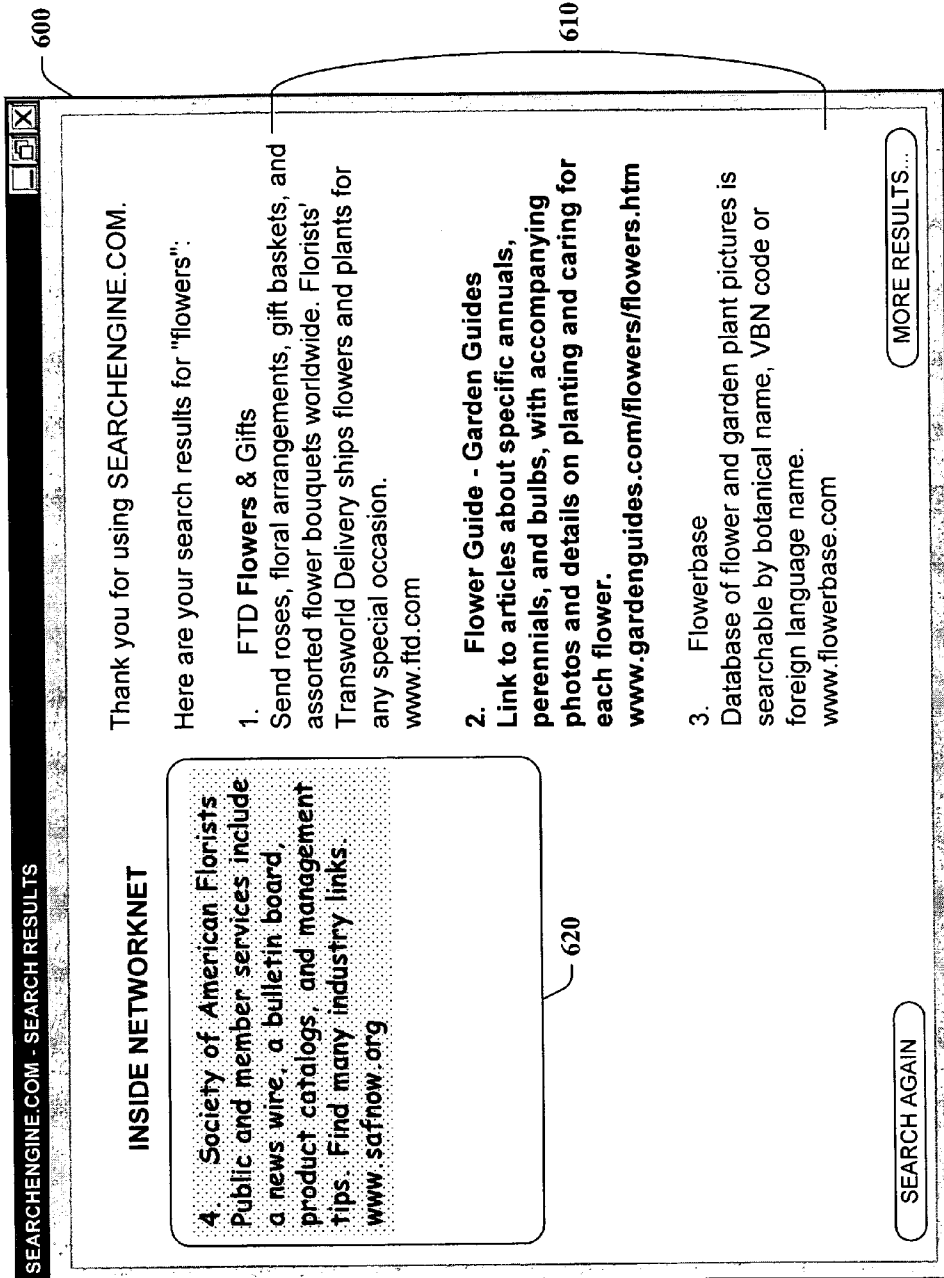 SEARCHENGINE.COM - SEARCH RESULTS
600
INSIDE NETWORKNET
4. Society of American Florists
Public and member services include
a news wire, a bulletin board,
product catalogs, and management
tips. Find many industry links.
www.safnow.org
620
Thank you for using SEARCHENGINE.COM.
Here are your search results for "flowers":
1. FTD Flowers & Gifts
Send roses, floral arrangements, gift baskets, and
assorted flower bouquets worldwide. Florists'
Transworld Delivery ships flowers and plants for
any special occasion.
www.ftd.com
2. Flower Guide - Garden Guides
Link to articles about specific annuals,
perennials, and bulbs, with accompanying
photos and details on planting and caring for
each flower.
www.gardenguides.com/flowers/flowers.htm
3. Flowerbase
Database of flower and garden plant pictures is
searchable by botanical name, VBN code or
foreign language name.
www.flowerbase.com
610
SEARCH AGAIN
MORE RESULTS...